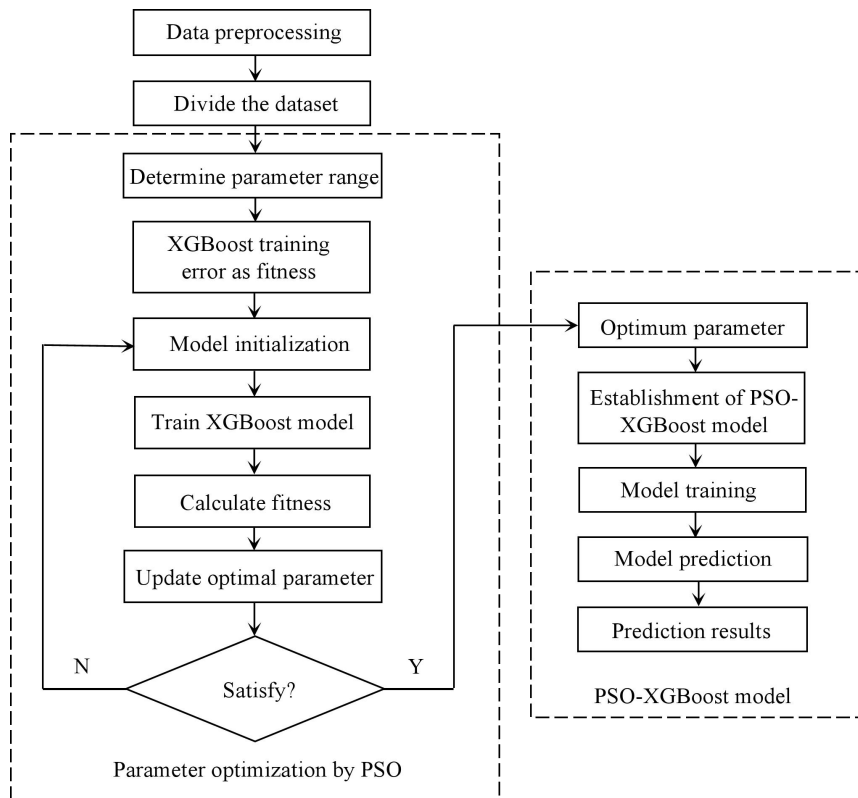 Data preprocessing
Divide the dataset
Determine parameter range
XGBoost training
error as fitness
Model initialization
Train XGBoost model
Calculate fitness
Update optimal parameter
N
Satisfy?
Y
Parameter optimization by PSO
Optimum parameter
Establishment of PSO-
XGBoost model
Model training
Model prediction
Prediction results
PSO-XGBoost model